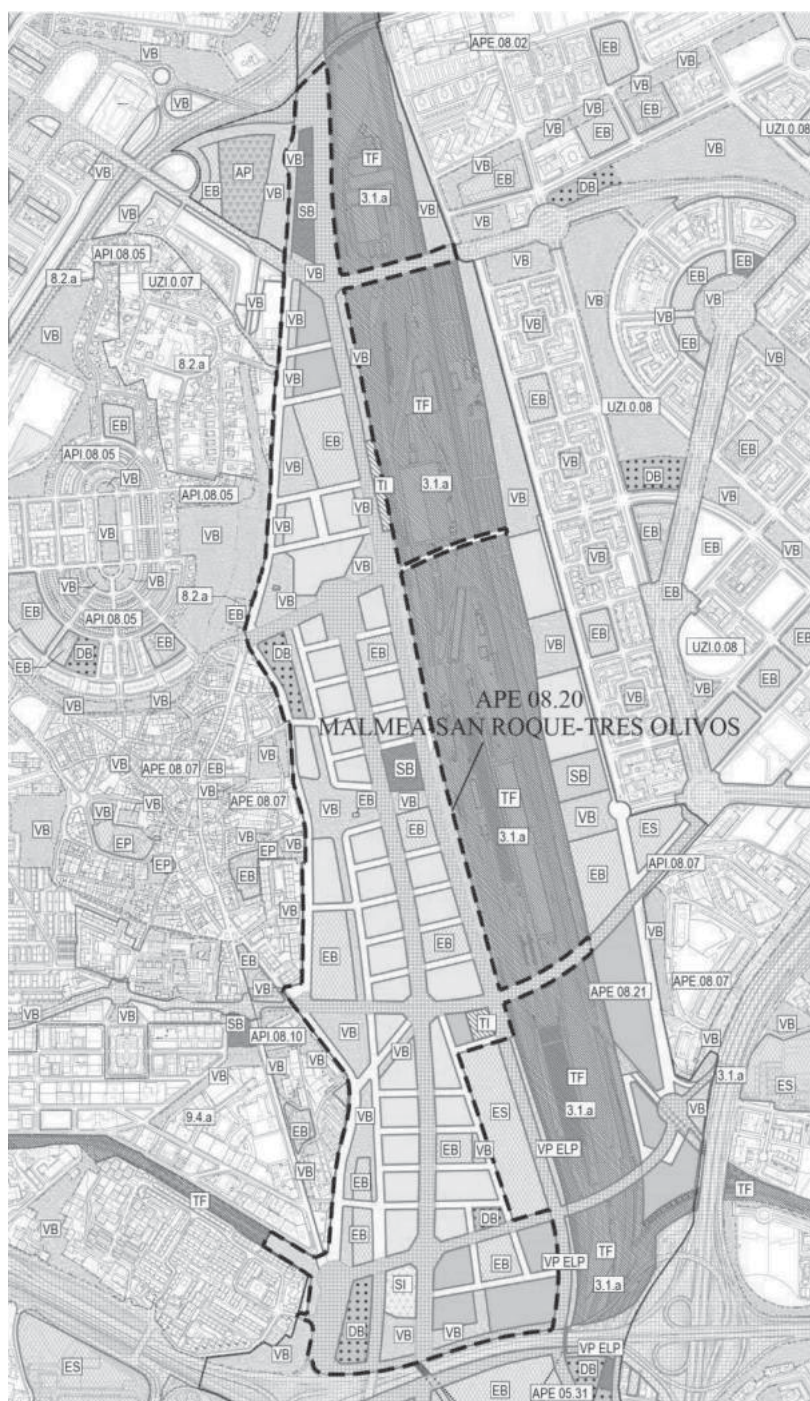 APE.08.02
EB
VB
VB
VB
VB
EB
EB
UZI.0.08
VB
VB
TF
AP
EB
VB
SB
3.1.a
VB
EB
DB
VB
VB
API.08.05
8.2.a
UZI.0.07
VB
VB
VB
VB
EB
EB
EB
VB
8.2.a
VB
TF
UZI.0.08
EB
API.08.05
VB
EB
TI
3.1.a
VB
DB
API.08.05
VB
VB
8.2.a
EB
API.08.05
DB
EB
EB
VB
VB
EB
UZI.0.08
APE 08.20
MALMEA-SAN ROQUE-TRES OLIVOS
APE.08.07
EB
APE.08.07
SB
VB
EB
VB
EB
TF
3.1.a
SB
VB
ES
EP
EP
EB
VB
EB
EB
EB
API.08.07
VB
APE.08.07
APE 08.21
EB
VB
VB
SB
API.08.10
VB
TI
VB
VB
3.1.a
9.4.a
EB
VB
VB
EB
VB
ES
TF
3.1.a
VB
ES
VP ELP
TF
VB
EB
DB
EB
EB
VP ELP
TF
3.1.a
TF
SI
DB
VB
VB
VP ELP
ES
VB
EB
DB
APE 05.31
EB